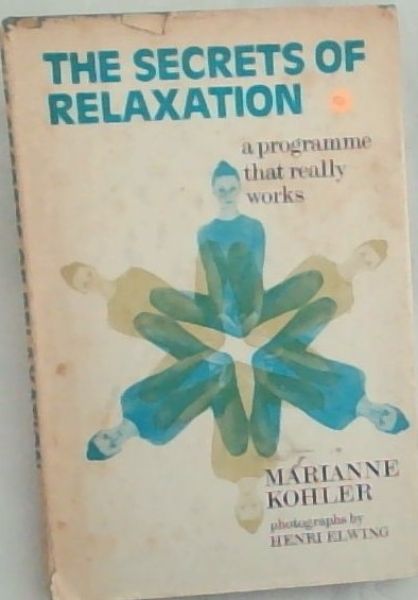 THE SECRETS OF
RELAXATION
a programme
that really
works
MARIANNE
KOHLER
photographs by
HENRI ELWING